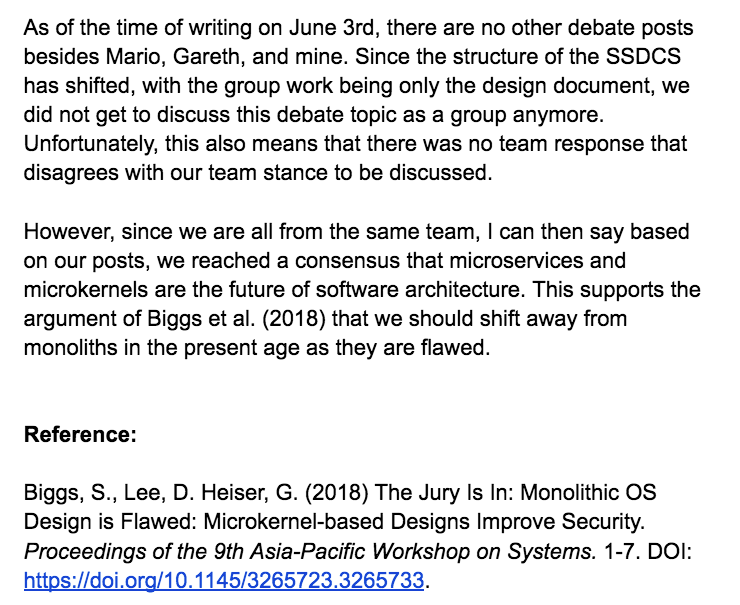 As of the time of writing on June 3rd, there are no other debate posts
besides Mario, Gareth, and mine. Since the structure of the SSDCS
has shifted, with the group work being only the design document, we
did not get to discuss this debate topic as a group anymore.
Unfortunately, this also means that there was no team response that
disagrees with our team stance to be discussed.
However, since we are all from the same team, I can then say based
on our posts, we reached a consensus that microservices and
microkernels are the future of software architecture. This supports the
argument of Biggs et al. (2018) that we should shift away from
monoliths in the present age as they are flawed.
Reference:
Biggs, S., Lee, D. Heiser, G. (2018) The Jury Is In: Monolithic OS
Design is Flawed: Microkernel-based Designs Improve Security.
Proceedings of the 9th Asia-Pacific Workshop on Systems. 1-7. DOI:
https://doi.org/10.1145/3265723.3265733.